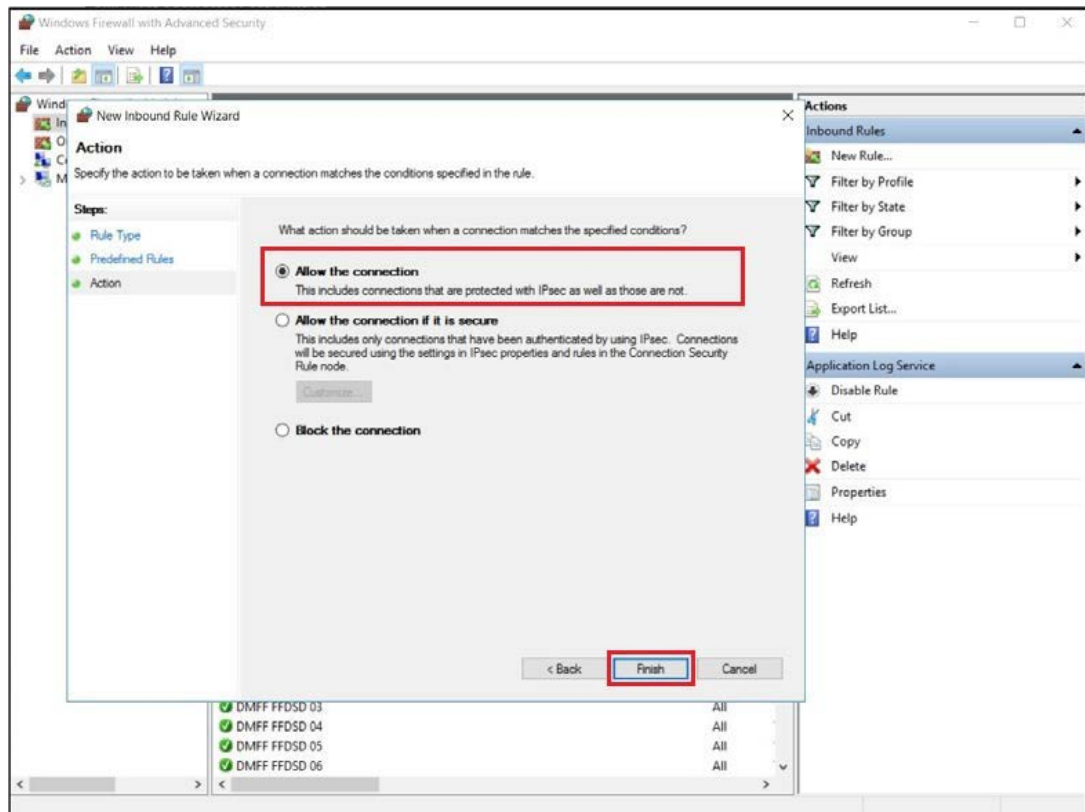 Windows Firewall with Advanced Security
File Action View Help
Wind
In
O
C
M
New Inbound Rule Wizard
Action
Specify the action to be taken when a connection matches the conditions specified in the rule.
Steps:
Rule Type
Predefined Rules
Action
What action should be taken when a connection matches the specified conditions?
Allow the connection
This includes connections that are protected with IPsec as well as those are not.
Allow the connection if it is secure
This includes only connections that have been authenticated by using IPsec. Connections
will be secured using the settings in IPsec properties and rules in the Connection Security
Rule node.
Customize...
Block the connection
< Back Finish Cancel
DMFF FFDSD 03 All
DMFF FFDSD 04 All
DMFF FFDSD 05 All
DMFF FFDSD 06 All
Actions
Inbound Rules
New Rule...
Filter by Profile
Filter by State
Filter by Group
View
Refresh
Export List...
Help
Application Log Service
Disable Rule
Cut
Copy
Delete
Properties
Help